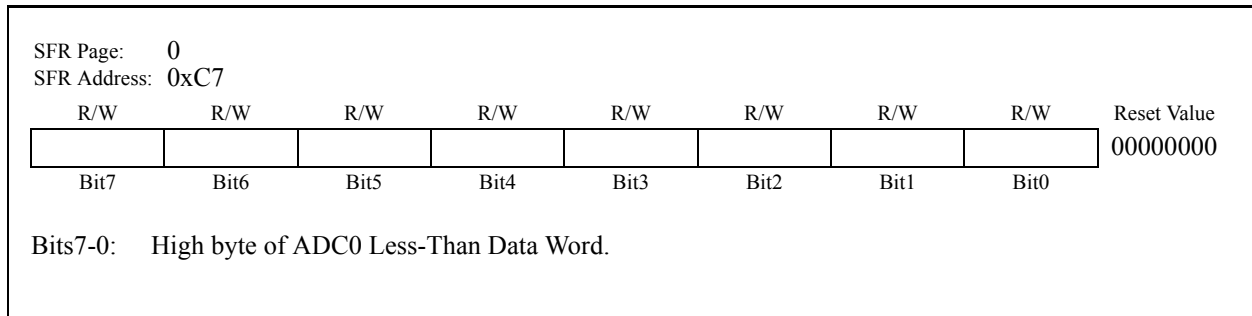 SFR Page: 0
SFR Address: 0xC7
R/W R/W R/W R/W R/W R/W R/W R/W Reset Value
00000000
Bit7 Bit6 Bit5 Bit4 Bit3 Bit2 Bit1 Bit0
Bits7-0: High byte of ADC0 Less-Than Data Word.